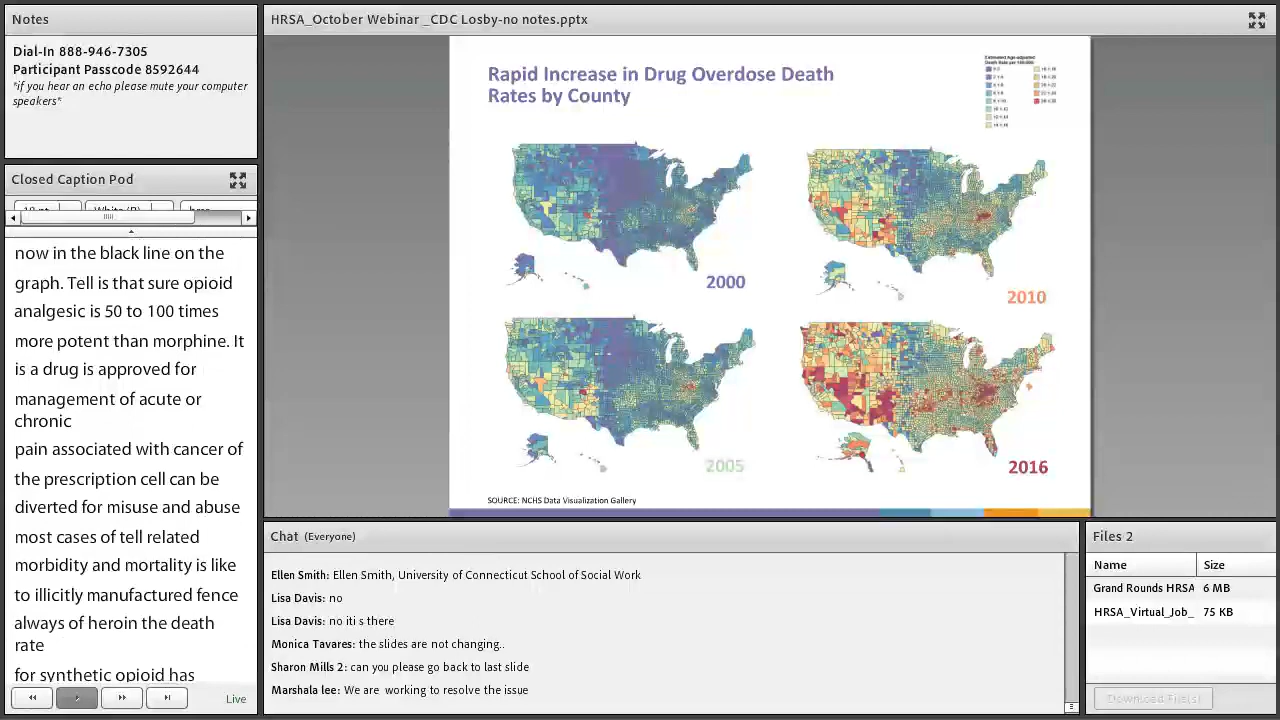 Notes
Dial-In 888-946-7305
Participant Passcode 8592644
*if you hear an echo please mute your computer
speakers*
Closed Caption Pod
now in the black line on the
graph. Tell is that sure opioid
analgesic is 50 to 100 times
more potent than morphine. It
is a drug is approved for
management of acute or
chronic
pain associated with cancer of
the prescription cell can be
diverted for misuse and abuse
most cases of tell related
morbidity and mortality is like
to illicitly manufactured fence
always of heroin the death
rate
for synthetic opioid has
Live
HRSA_October Webinar _CDC Losby-no notes.pptx
Rapid Increase in Drug Overdose Death
Rates by County
Estimated Age-adjusted
Death Rate per 100,000:
2000
2010
2005
2016
SOURCE: NCHS Data Visualization Gallery
Chat (Everyone)
Ellen Smith: Ellen Smith, University of Connecticut School of Social Work
Lisa Davis: no
Lisa Davis: no iti s there
Monica Tavares: the slides are not changing..
Sharon Mills 2: can you please go back to last slide
Marshala lee: We are working to resolve the issue
Files 2
Name Size
Grand Rounds HRSA 6 MB
HRSA_Virtual_Job_ 75 KB
Download File(s)